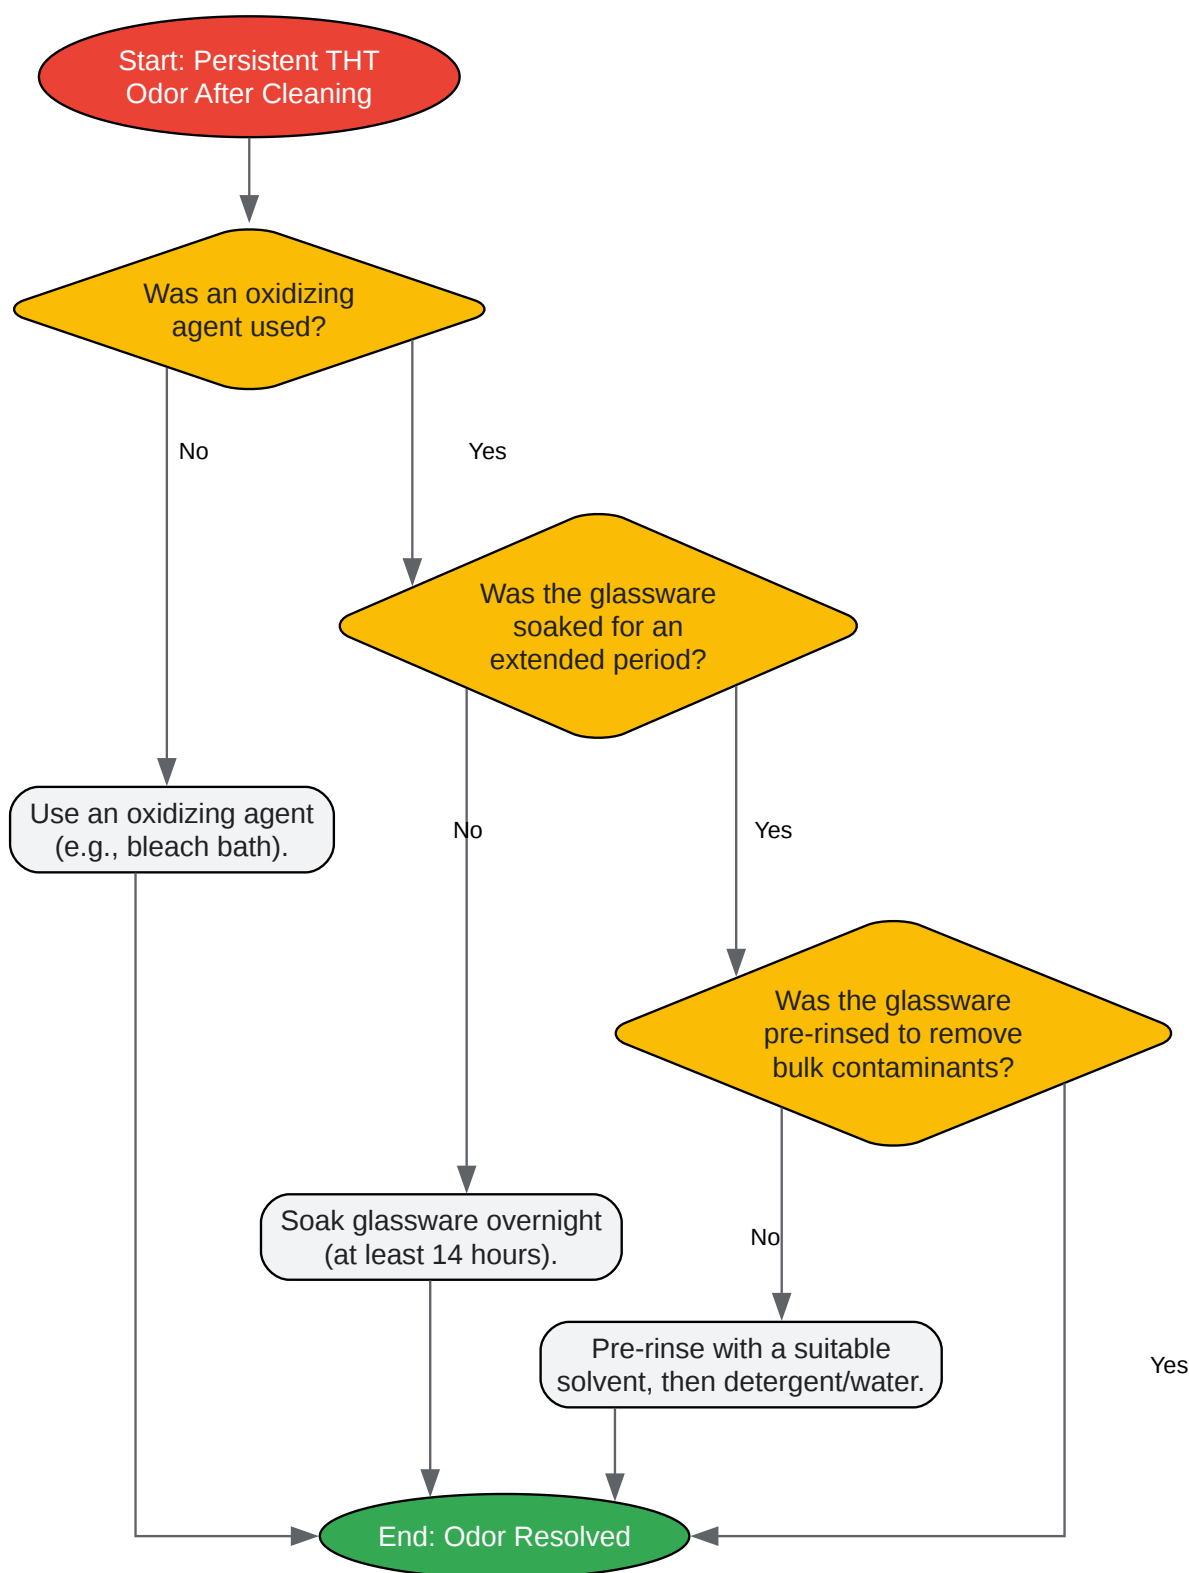 Start: Persistent THT
Odor After Cleaning
Was an oxidizing
agent used?
No
Yes
Was the glassware
soaked for an
extended period?
Use an oxidizing agent
(e.g., bleach bath).
No
Yes
Was the glassware
pre-rinsed to remove
bulk contaminants?
Soak glassware overnight
(at least 14 hours).
No
Pre-rinse with a suitable
solvent, then detergent/water.
Yes
End: Odor Resolved